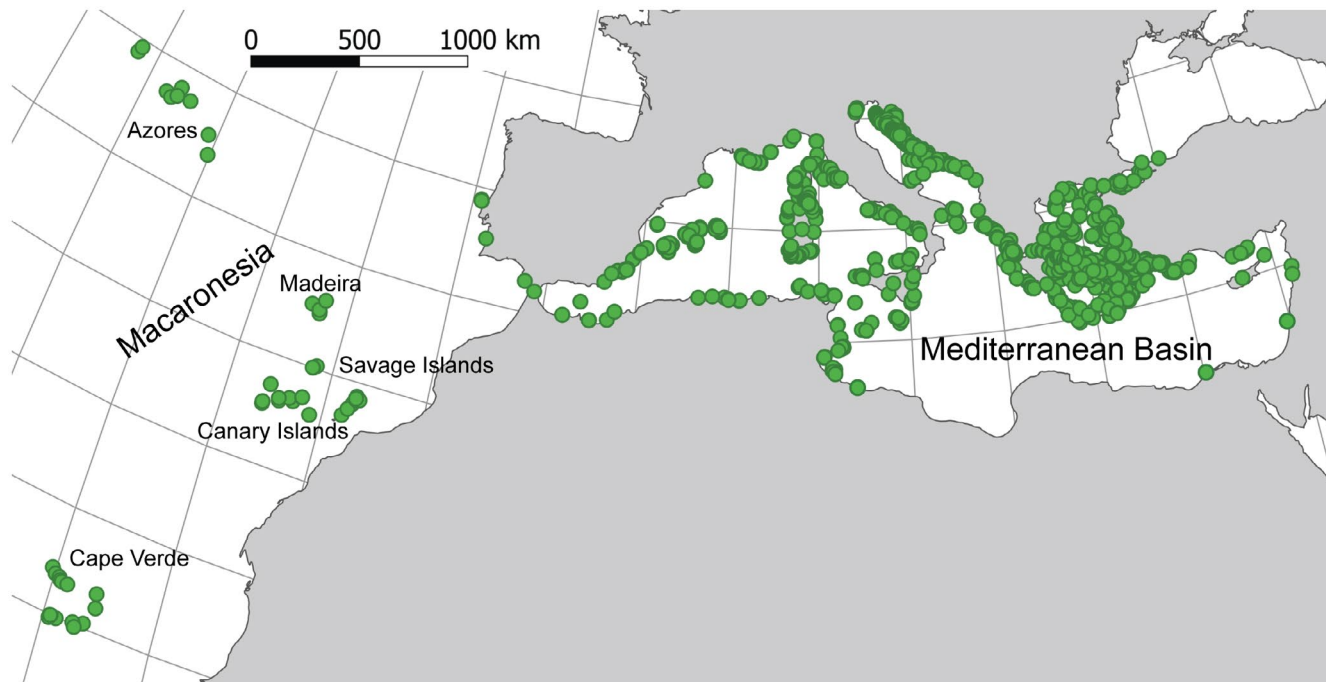 0 500 1000 km
Azores
Macaronesia
Madeira
Savage Islands
Mediterranean Basin
Canary Islands
Cape Verde